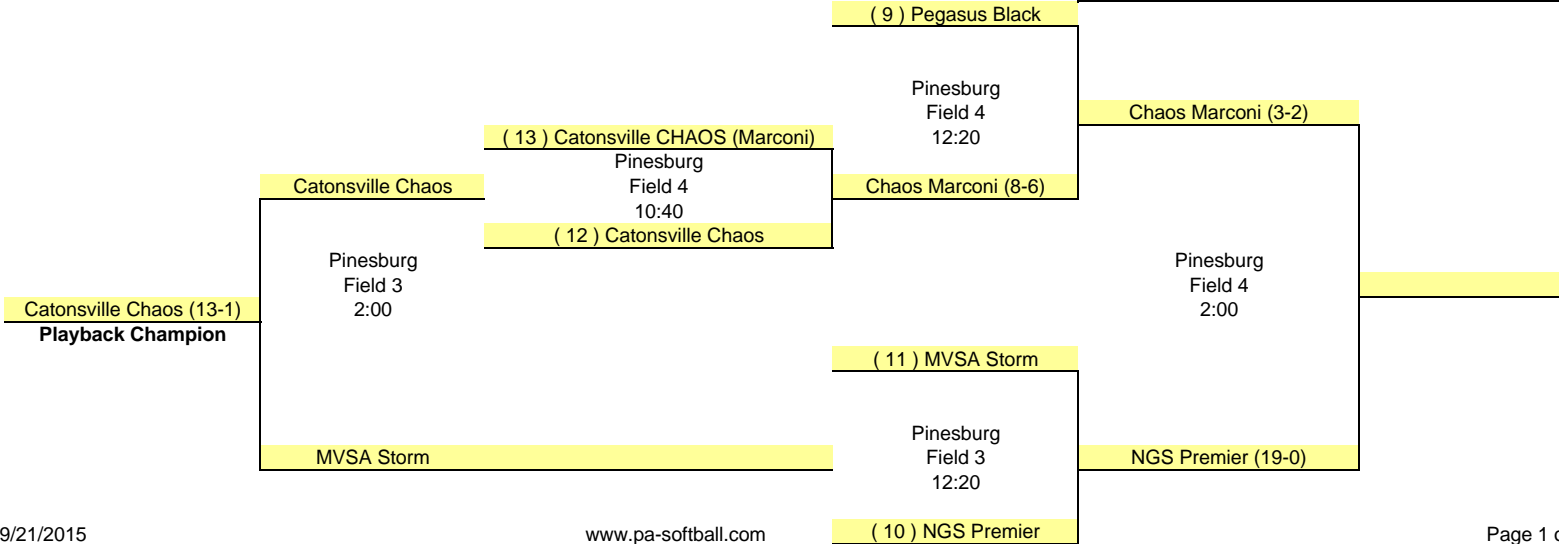 ( 9 ) Pegasus Black
Pinesburg
Field 4
12:20
Chaos Marconi (3-2)
( 13 ) Catonsville CHAOS (Marconi)
Pinesburg
Field 4
10:40
Catonsville Chaos
Chaos Marconi (8-6)
( 12 ) Catonsville Chaos
Pinesburg
Field 3
2:00
Pinesburg
Field 4
2:00
Catonsville Chaos (13-1)
Playback Champion
( 11 ) MVSA Storm
Pinesburg
Field 3
12:20
MVSA Storm
NGS Premier (19-0)
( 10 ) NGS Premier
9/21/2015
www.pa-softball.com
Page 1